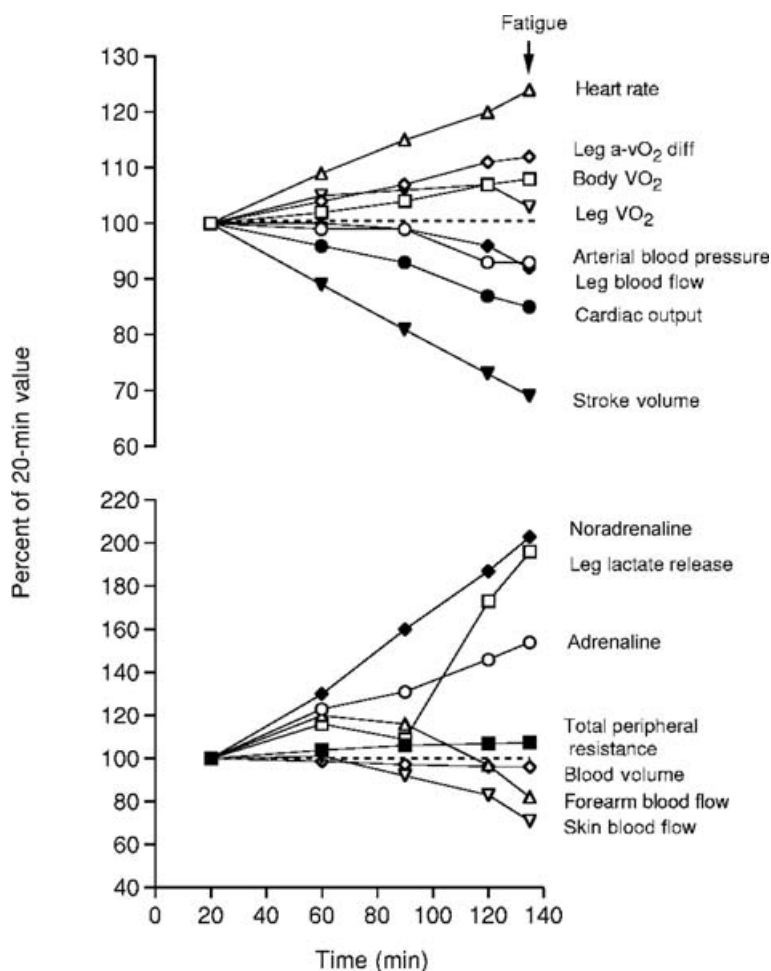 Fatigue
130
120
110
100
90
80
70
60
Heart rate
Leg a-vO₂ diff
Body VO₂
Leg VO₂
Arterial blood pressure
Leg blood flow
Cardiac output
Stroke volume
Percent of 20-min value
220
200
180
160
140
120
100
80
60
40
Noradrenaline
Leg lactate release
Adrenaline
Total peripheral
resistance
Blood volume
Forearm blood flow
Skin blood flow
0 20 40 60 80 100 120 140
Time (min)